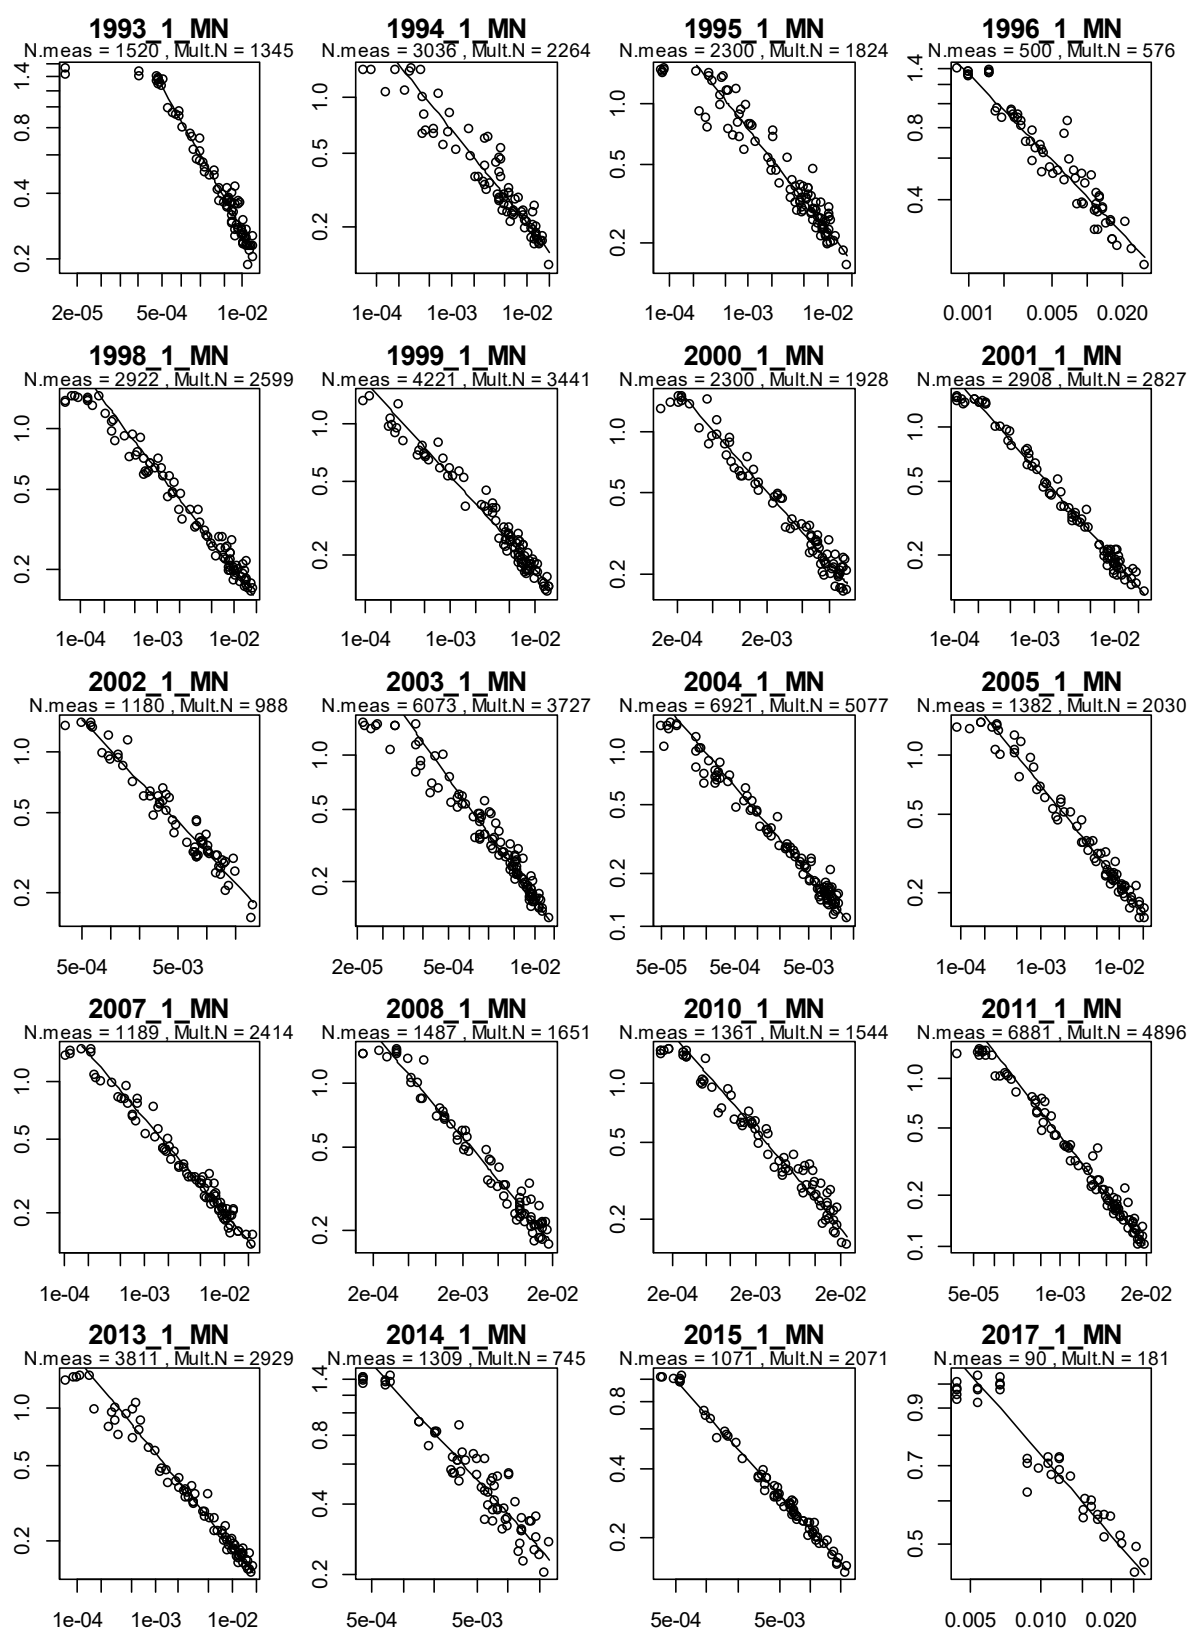 1993_1_MN 1994_1_MN 1995_1_MN 1996_1_MN
N.meas = 1520 , Mult.N = 1345 N.meas = 3036 , Mult.N = 2264 N.meas = 2300 , Mult.N = 1824 N.meas = 500 , Mult.N = 576
0.2 0.4 0.8 1.4 0.2 0.5 1.0 0.2 0.5 1.0 0.4 0.8 1.4
2e-05 5e-04 1e-02 1e-04 1e-03 1e-02 1e-04 1e-03 1e-02 0.001 0.005 0.020
1998_1_MN 1999_1_MN 2000_1_MN 2001_1_MN
N.meas = 2922 , Mult.N = 2599 N.meas = 4221 , Mult.N = 3441 N.meas = 2300 , Mult.N = 1928 N.meas = 2908 , Mult.N = 2827
0.2 0.5 1.0 0.2 0.5 1.0 0.2 0.5 1.0 0.2 0.5 1.0
1e-04 1e-03 1e-02 1e-04 1e-03 1e-02 2e-04 2e-03 1e-04 1e-03 1e-02
2002_1_MN 2003_1_MN 2004_1_MN 2005_1_MN
N.meas = 1180 , Mult.N = 988 N.meas = 6073 , Mult.N = 3727 N.meas = 6921 , Mult.N = 5077 N.meas = 1382 , Mult.N = 2030
0.2 0.5 1.0 0.2 0.5 1.0 0.1 0.2 0.5 1.0 0.2 0.5 1.0
5e-04 5e-03 2e-05 5e-04 1e-02 5e-05 5e-04 5e-03 1e-04 1e-03 1e-02
2007_1_MN 2008_1_MN 2010_1_MN 2011_1_MN
N.meas = 1189 , Mult.N = 2414 N.meas = 1487 , Mult.N = 1651 N.meas = 1361 , Mult.N = 1544 N.meas = 6881 , Mult.N = 4896
0.2 0.5 1.0 0.2 0.5 1.0 0.2 0.5 1.0 0.1 0.2 0.5 1.0
1e-04 1e-03 1e-02 2e-04 2e-03 2e-02 2e-04 2e-03 2e-02 5e-05 1e-03 2e-02
2013_1_MN 2014_1_MN 2015_1_MN 2017_1_MN
N.meas = 3811 , Mult.N = 2929 N.meas = 1309 , Mult.N = 745 N.meas = 1071 , Mult.N = 2071 N.meas = 90 , Mult.N = 181
0.2 0.5 1.0 0.2 0.4 0.8 1.4 0.2 0.4 0.8 0.5 0.7 0.9
1e-04 1e-03 1e-02 5e-04 5e-03 5e-04 5e-03 0.005 0.010 0.020